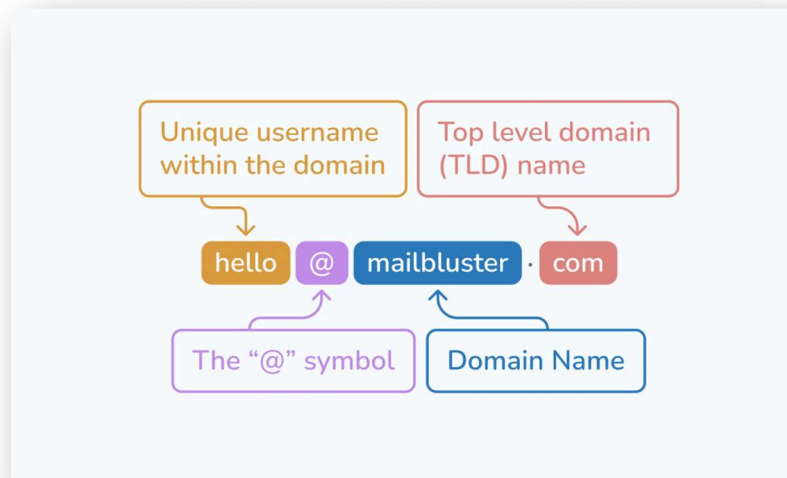 Unique username
within the domain
Top level domain
(TLD) name
hello @ mailbluster . com
The “@” symbol
Domain Name